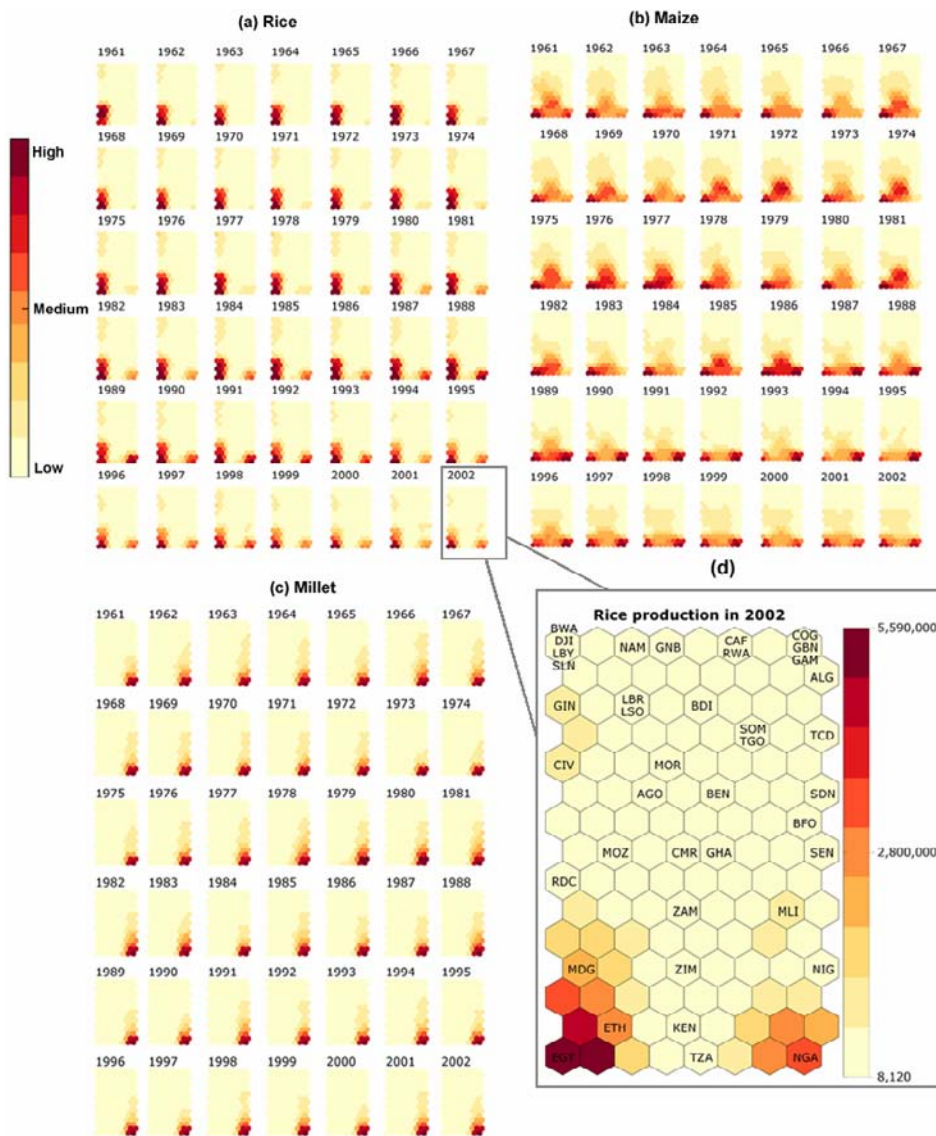 (a) Rice
(b) Maize
1961 1962 1963 1964 1965 1966 1967
1968 1969 1970 1971 1972 1973 1974
1975 1976 1977 1978 1979 1980 1981
1982 1983 1984 1985 1986 1987 1988
1989 1990 1991 1992 1993 1994 1995
1996 1997 1998 1999 2000 2001 2002
High
Medium
Low
1961 1962 1963 1964 1965 1966 1967
1968 1969 1970 1971 1972 1973 1974
1975 1976 1977 1978 1979 1980 1981
1982 1983 1984 1985 1986 1987 1988
1989 1990 1991 1992 1993 1994 1995
1996 1997 1998 1999 2000 2001 2002
(c) Millet
1961 1962 1963 1964 1965 1966 1967
1968 1969 1970 1971 1972 1973 1974
1975 1976 1977 1978 1979 1980 1981
1982 1983 1984 1985 1986 1987 1988
1989 1990 1991 1992 1993 1994 1995
1996 1997 1998 1999 2000 2001 2002
(d)
Rice production in 2002
BWA
DJI
LBY
SLN
NAM GNB
CAF
RWA
COG
GBN
GAM
ALG
GIN
LBR
LSO
BDI
SOM
TGO
TCD
CIV MOR
AGO BEN SDN
BFO
MOZ CMR GHA SEN
RDC
ZAM MLI
MDG ZIM NIG
ETH KEN
EGY TZA NGA
5,590,000
2,800,000
8,120